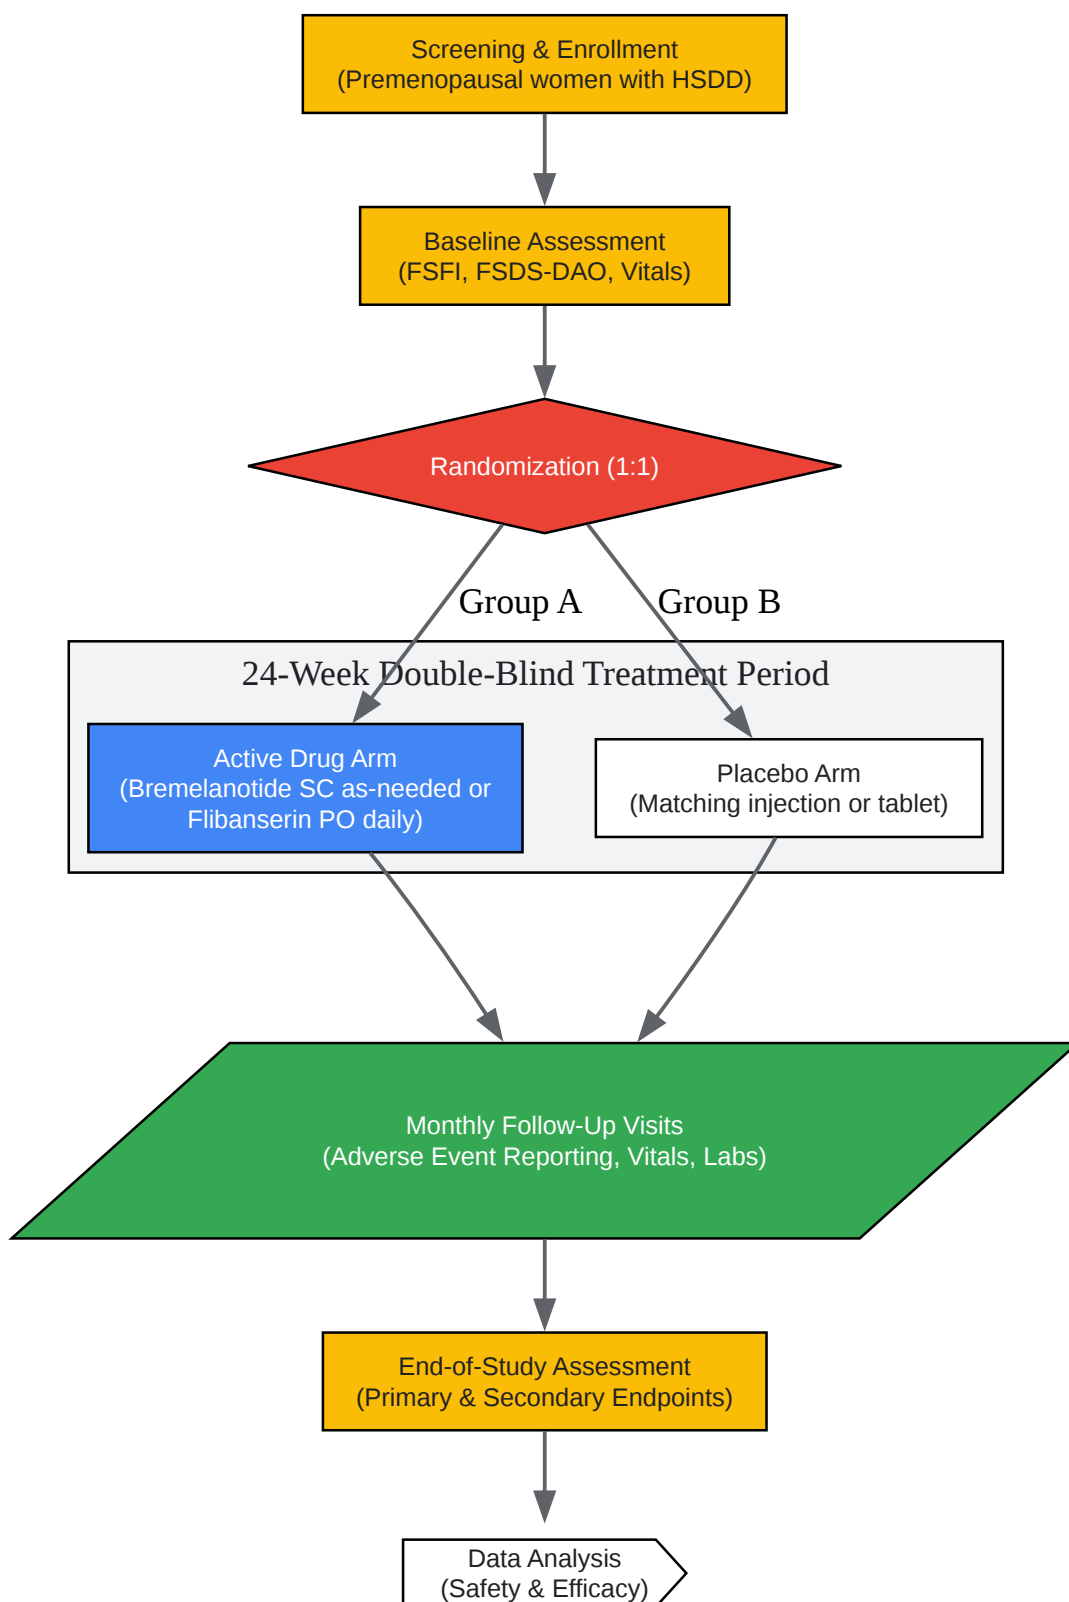 Screening & Enrollment
(Premenopausal women with HSDD)
Baseline Assessment
(FSFI, FSDS-DAO, Vitals)
Randomization (1:1)
Group A
Group B
24-Week Double-Blind Treatment Period
Active Drug Arm
(Bremelanotide SC as-needed or
Flibanserin PO daily)
Placebo Arm
(Matching injection or tablet)
Monthly Follow-Up Visits
(Adverse Event Reporting, Vitals, Labs)
End-of-Study Assessment
(Primary & Secondary Endpoints)
Data Analysis
(Safety & Efficacy)